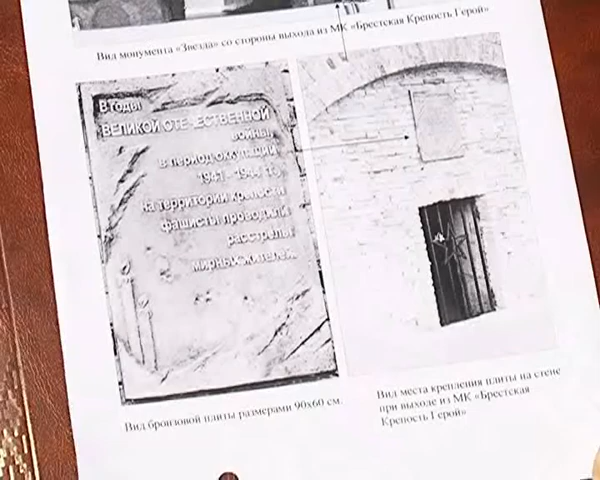 Вид монумента «Звезда» со стороны выхода из МК «Брестская Крепость Герой»
В годы
ВЕЛИКОЙ ОТЕЧЕСТВЕННОЙ
войны
в период оккупации
1941 - 1944 гг.
на территории крепости
фашисты проводили
расстрелы
мирных жителей.
Вид бронзовой плиты размерами 90х60 см.
Вид места крепления плиты на стене
при выходе из МК «Брестская
Крепость Герой»